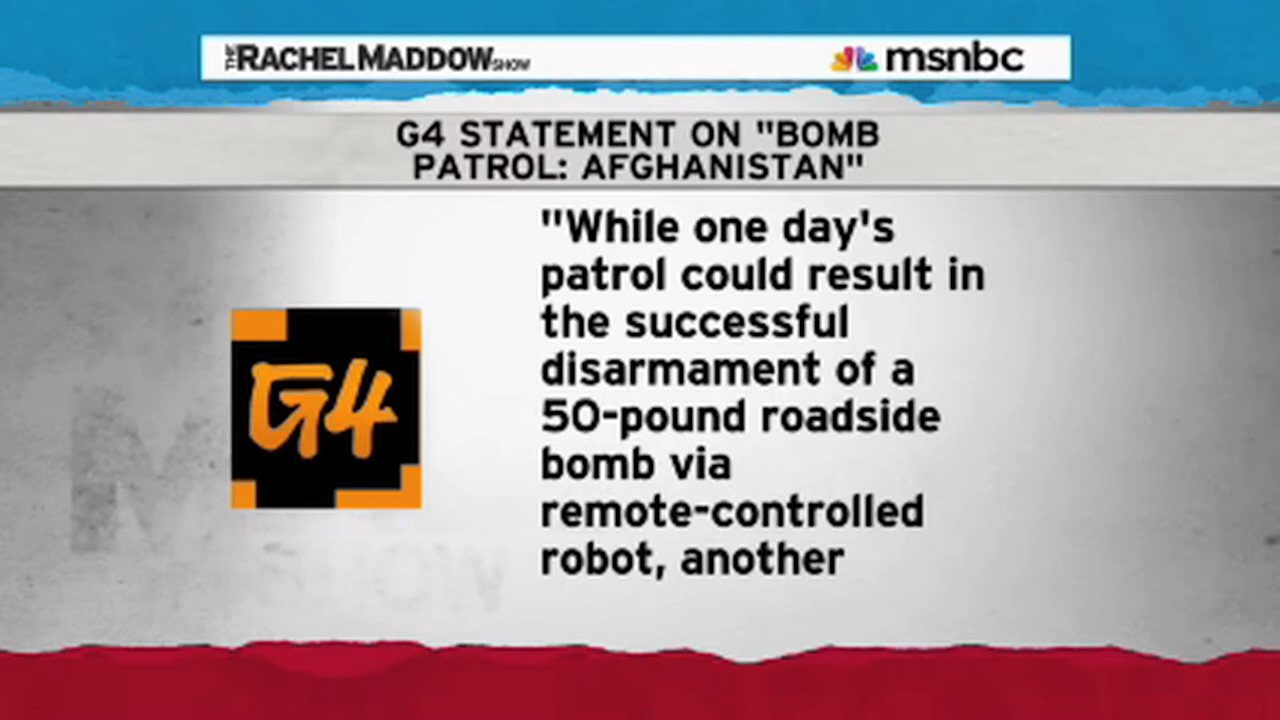 THE RACHEL MADDOW SHOW
msnbc
G4 STATEMENT ON "BOMB
PATROL: AFGHANISTAN"
"While one day's
patrol could result in
the successful
disarmament of a
50-pound roadside
bomb via
remote-controlled
robot, another
G4
M
SHOW